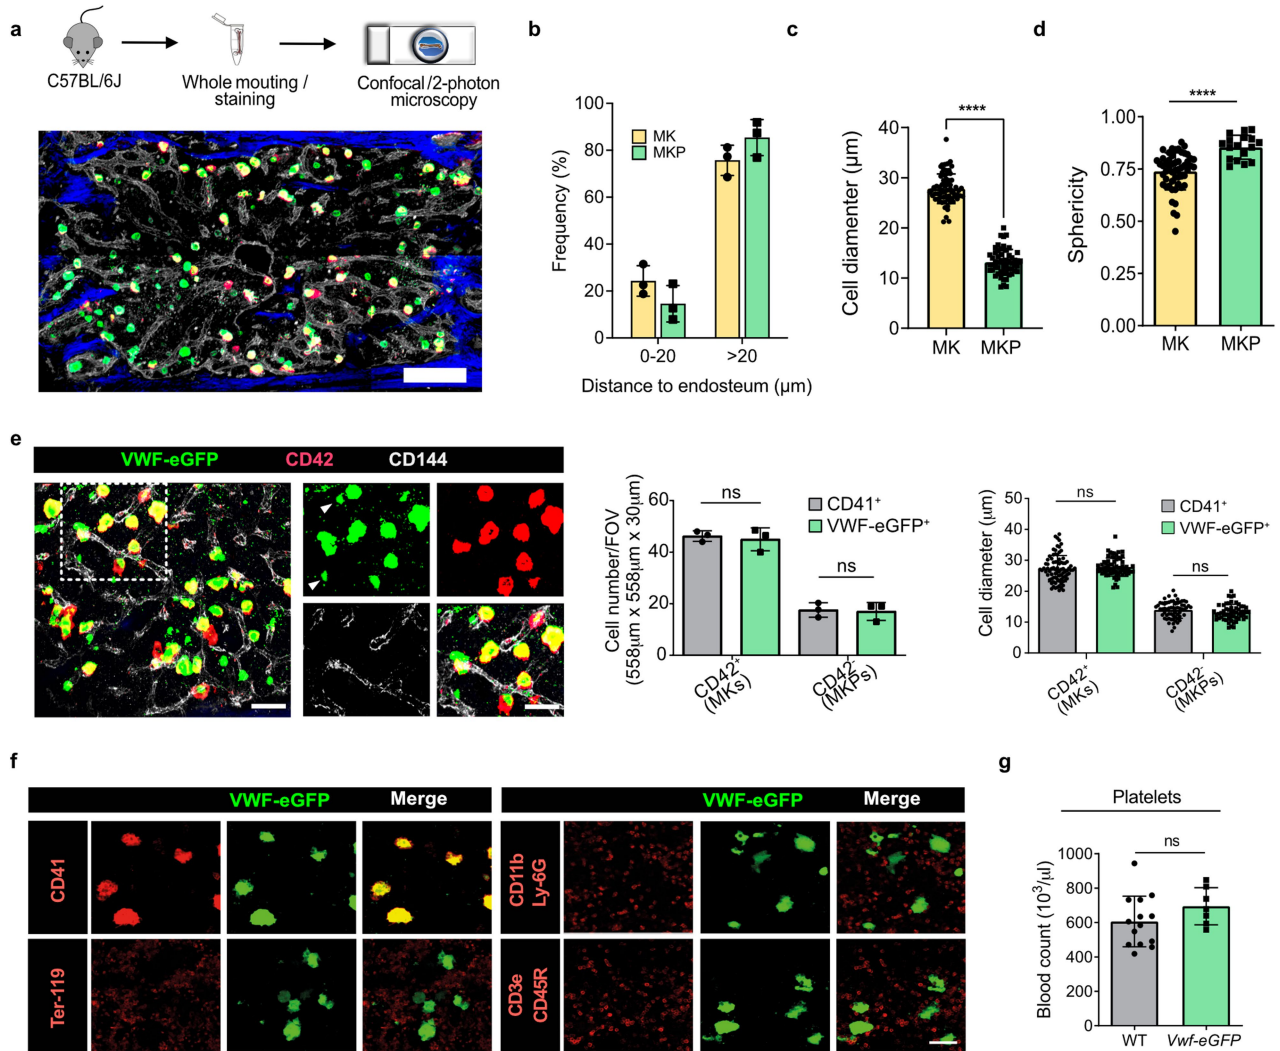 a
C57BL/6J
Whole mouting /
staining
Confocal/2-photon
microscopy
b
Frequency (%)
100
80
60
40
20
0
MK
MKP
0-20
>20
Distance to endosteum (μm)
c
Cell diamenter (μm)
40
30
20
10
0
****
MK
MKP
d
Sphericity
1.00
0.75
0.50
0.25
0.00
****
MK
MKP
e
VWF-eGFP CD42 CD144
Cell number/FOV
(558μm x 558μm x 30μm)
60
40
20
0
ns
ns
CD41+
VWF-eGFP+
CD42+
(MKs)
CD42-
(MKPs)
Cell diameter (μm)
50
40
30
20
10
0
ns
ns
CD41+
VWF-eGFP+
CD42+
(MKs)
CD42-
(MKPs)
f
VWF-eGFP Merge
VWF-eGFP Merge
CD41
CD11b
Ly-6G
Ter-119
CD3e
CD45R
g
Platelets
Blood count (10³/μl)
1000
800
600
400
200
0
ns
WT
Vwf-eGFP